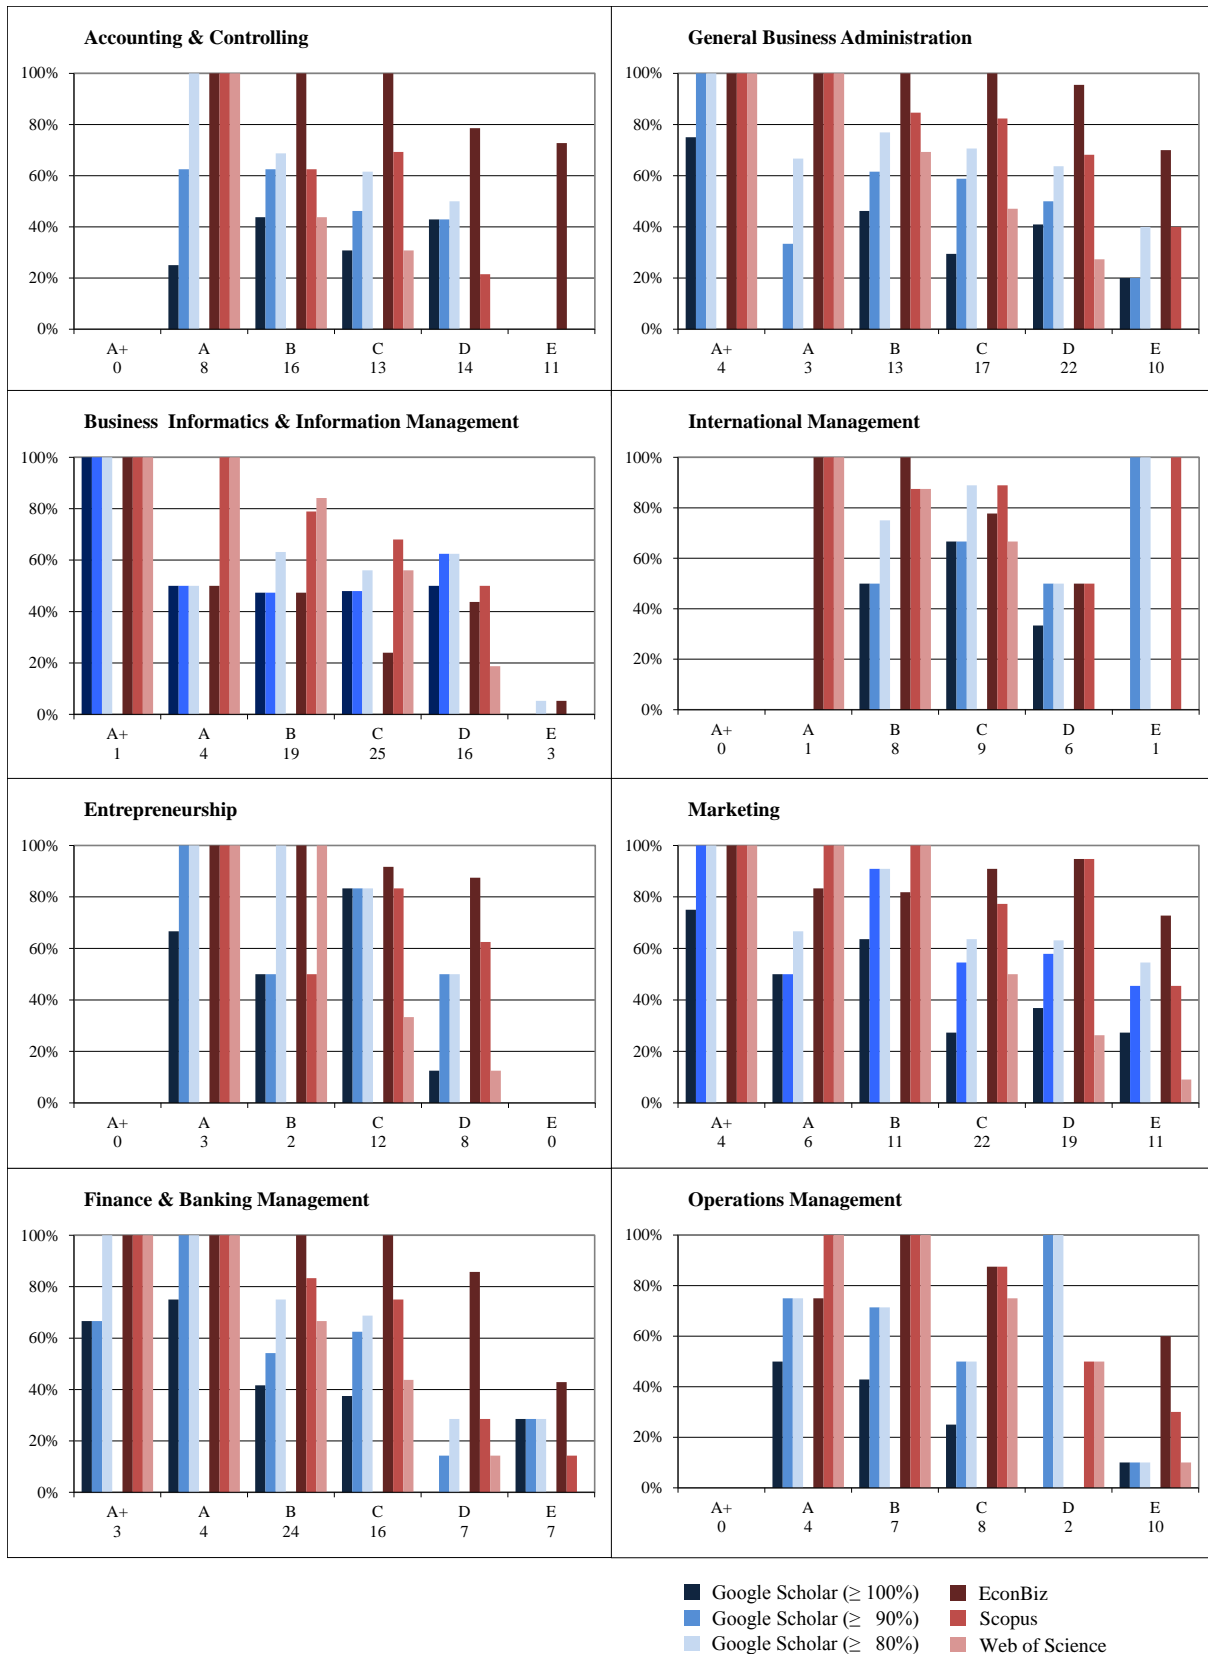 Accounting & Controlling
100%
80%
60%
40%
20%
0%
A+ A B C D E
0 8 16 13 14 11
General Business Administration
100%
80%
60%
40%
20%
0%
A+ A B C D E
4 3 13 17 22 10
Business Informatics & Information Management
100%
80%
60%
40%
20%
0%
A+ A B C D E
1 4 19 25 16 3
International Management
100%
80%
60%
40%
20%
0%
A+ A B C D E
0 1 8 9 6 1
Entrepreneurship
100%
80%
60%
40%
20%
0%
A+ A B C D E
0 3 2 12 8 0
Marketing
100%
80%
60%
40%
20%
0%
A+ A B C D E
4 6 11 22 19 11
Finance & Banking Management
100%
80%
60%
40%
20%
0%
A+ A B C D E
3 4 24 16 7 7
Operations Management
100%
80%
60%
40%
20%
0%
A+ A B C D E
0 4 7 8 2 10
Google Scholar (≥ 100%)
Google Scholar (≥ 90%)
Google Scholar (≥ 80%)
EconBiz
Scopus
Web of Science